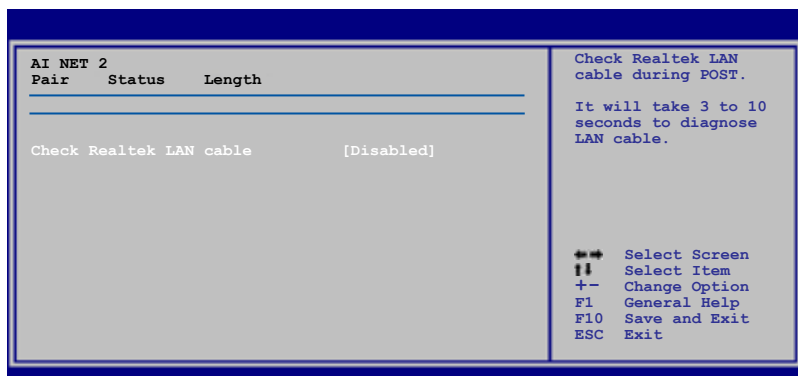 AI NET 2
Pair Status Length
Check Realtek LAN cable [Disabled]
Check Realtek LAN
cable during POST.
It will take 3 to 10
seconds to diagnose
LAN cable.
←→ Select Screen
↑↓ Select Item
+- Change Option
F1 General Help
F10 Save and Exit
ESC Exit